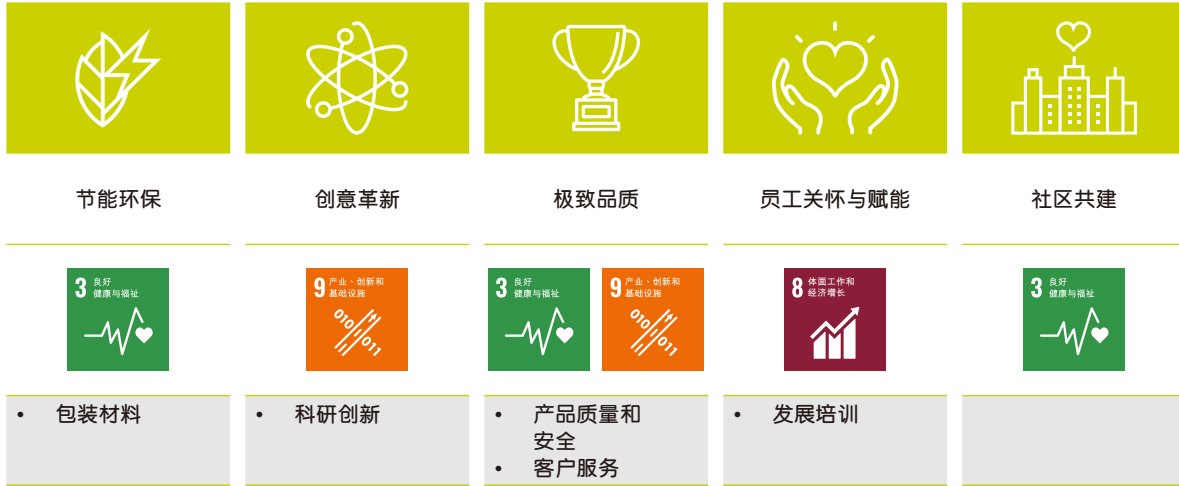 节能环保
创意革新
极致品质
员工关怀与赋能
社区共建
3 良好
健康与福祉
9 产业、创新和
基础设施
010
011
3 良好
健康与福祉
9 产业、创新和
基础设施
010
011
8 体面工作和
经济增长
3 良好
健康与福祉
• 包装材料
• 科研创新
• 产品质量和
安全
• 客户服务
• 发展培训